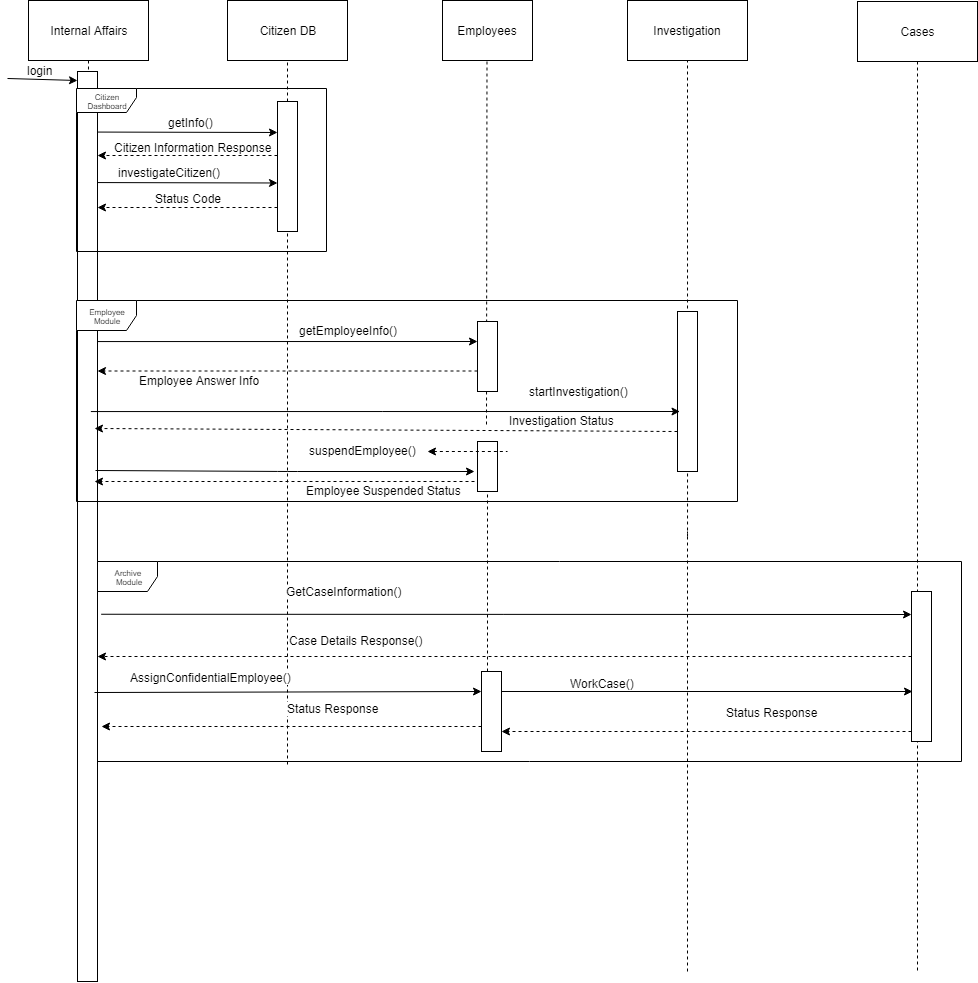 Internal Affairs
Citizen DB
Employees
Investigation
Cases
login
Citizen
Dashboard
getInfo()
Citizen Information Response
investigateCitizen()
Status Code
Employee
Module
getEmployeeInfo()
Employee Answer Info
startInvestigation()
Investigation Status
suspendEmployee()
Employee Suspended Status
Archive
Module
GetCaseInformation()
Case Details Response()
AssignConfidentialEmployee()
WorkCase()
Status Response
Status Response